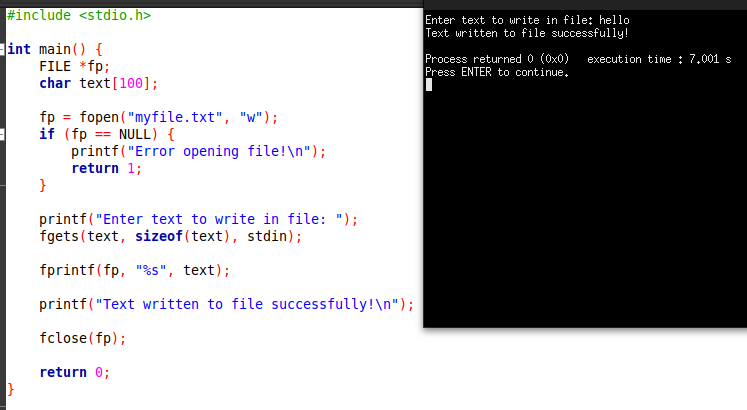 #include <stdio.h>
int main() {
FILE *fp;
char text[100];
fp = fopen("myfile.txt", "w");
if (fp == NULL) {
printf("Error opening file!\n");
return 1;
}
printf("Enter text to write in file: ");
fgets(text, sizeof(text), stdin);
fprintf(fp, "%s", text);
printf("Text written to file successfully!\n");
fclose(fp);
return 0;
}
Enter text to write in file: hello
Text written to file successfully!
Process returned 0 (0x0)   execution time : 7.001 s
Press ENTER to continue.